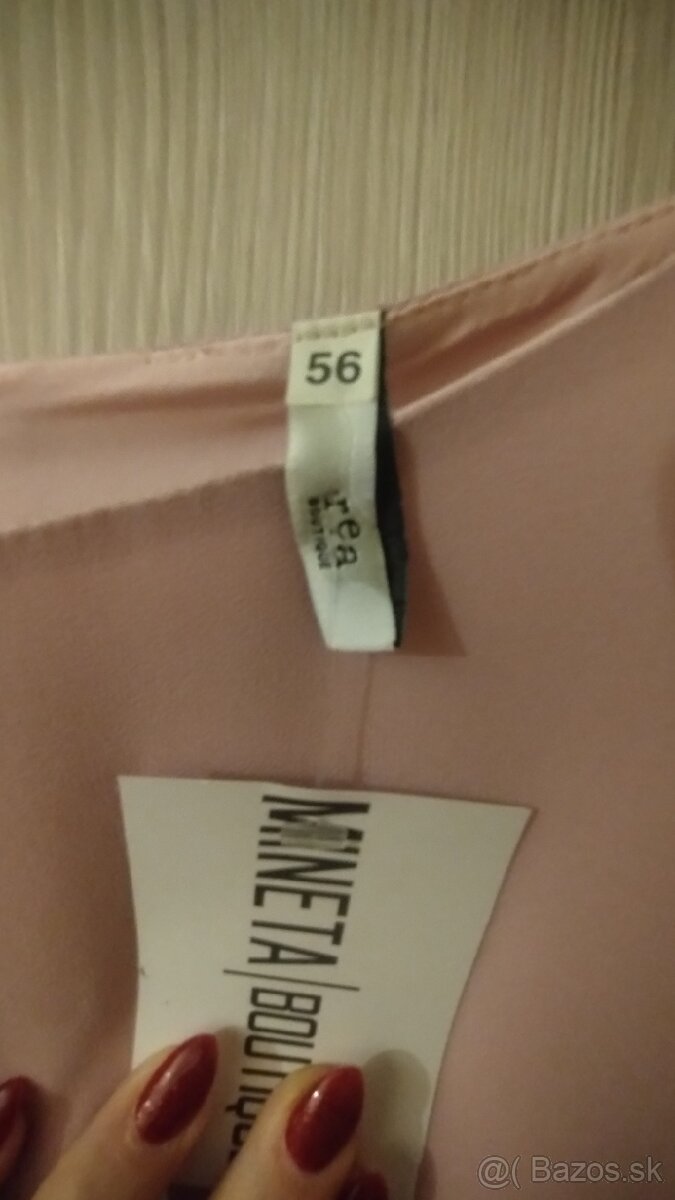 56
rea
BOUTIQUE
MINETA/BOUTIQUE
@( Bazos.sk